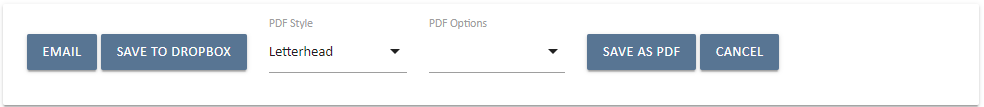 PDF Style
PDF Options
EMAIL
SAVE TO DROPBOX
Letterhead
SAVE AS PDF
CANCEL